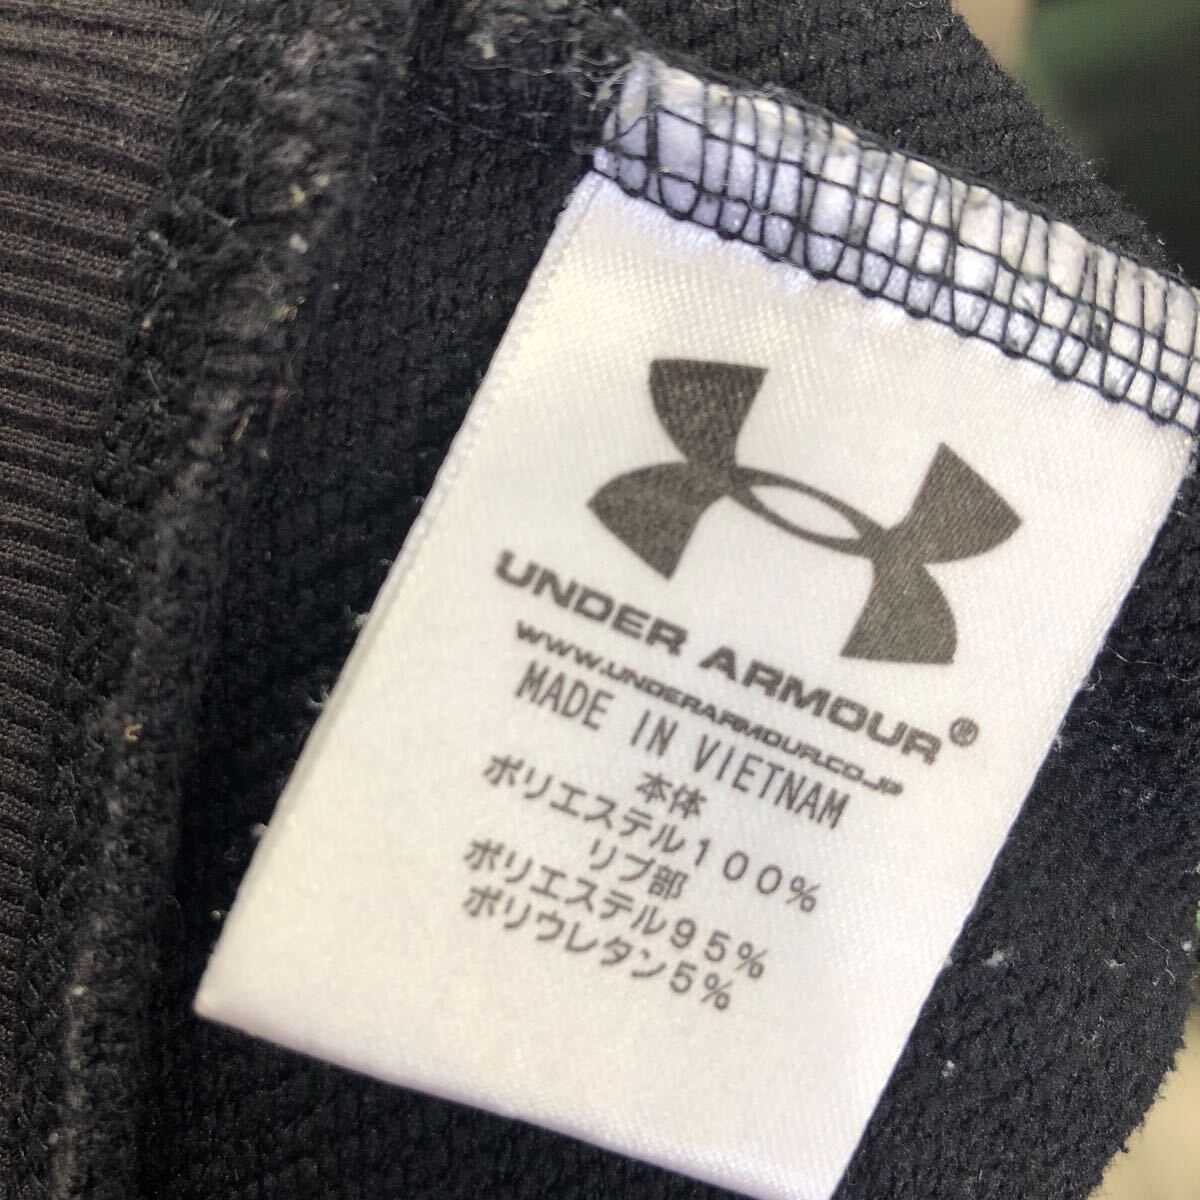 UNDER ARMOUR®
WWW.UNDERARMOUR.CO.JP
MADE IN VIETNAM
本体
ポリエステル100%
リブ部
ポリエステル95%
ポリウレタン5%